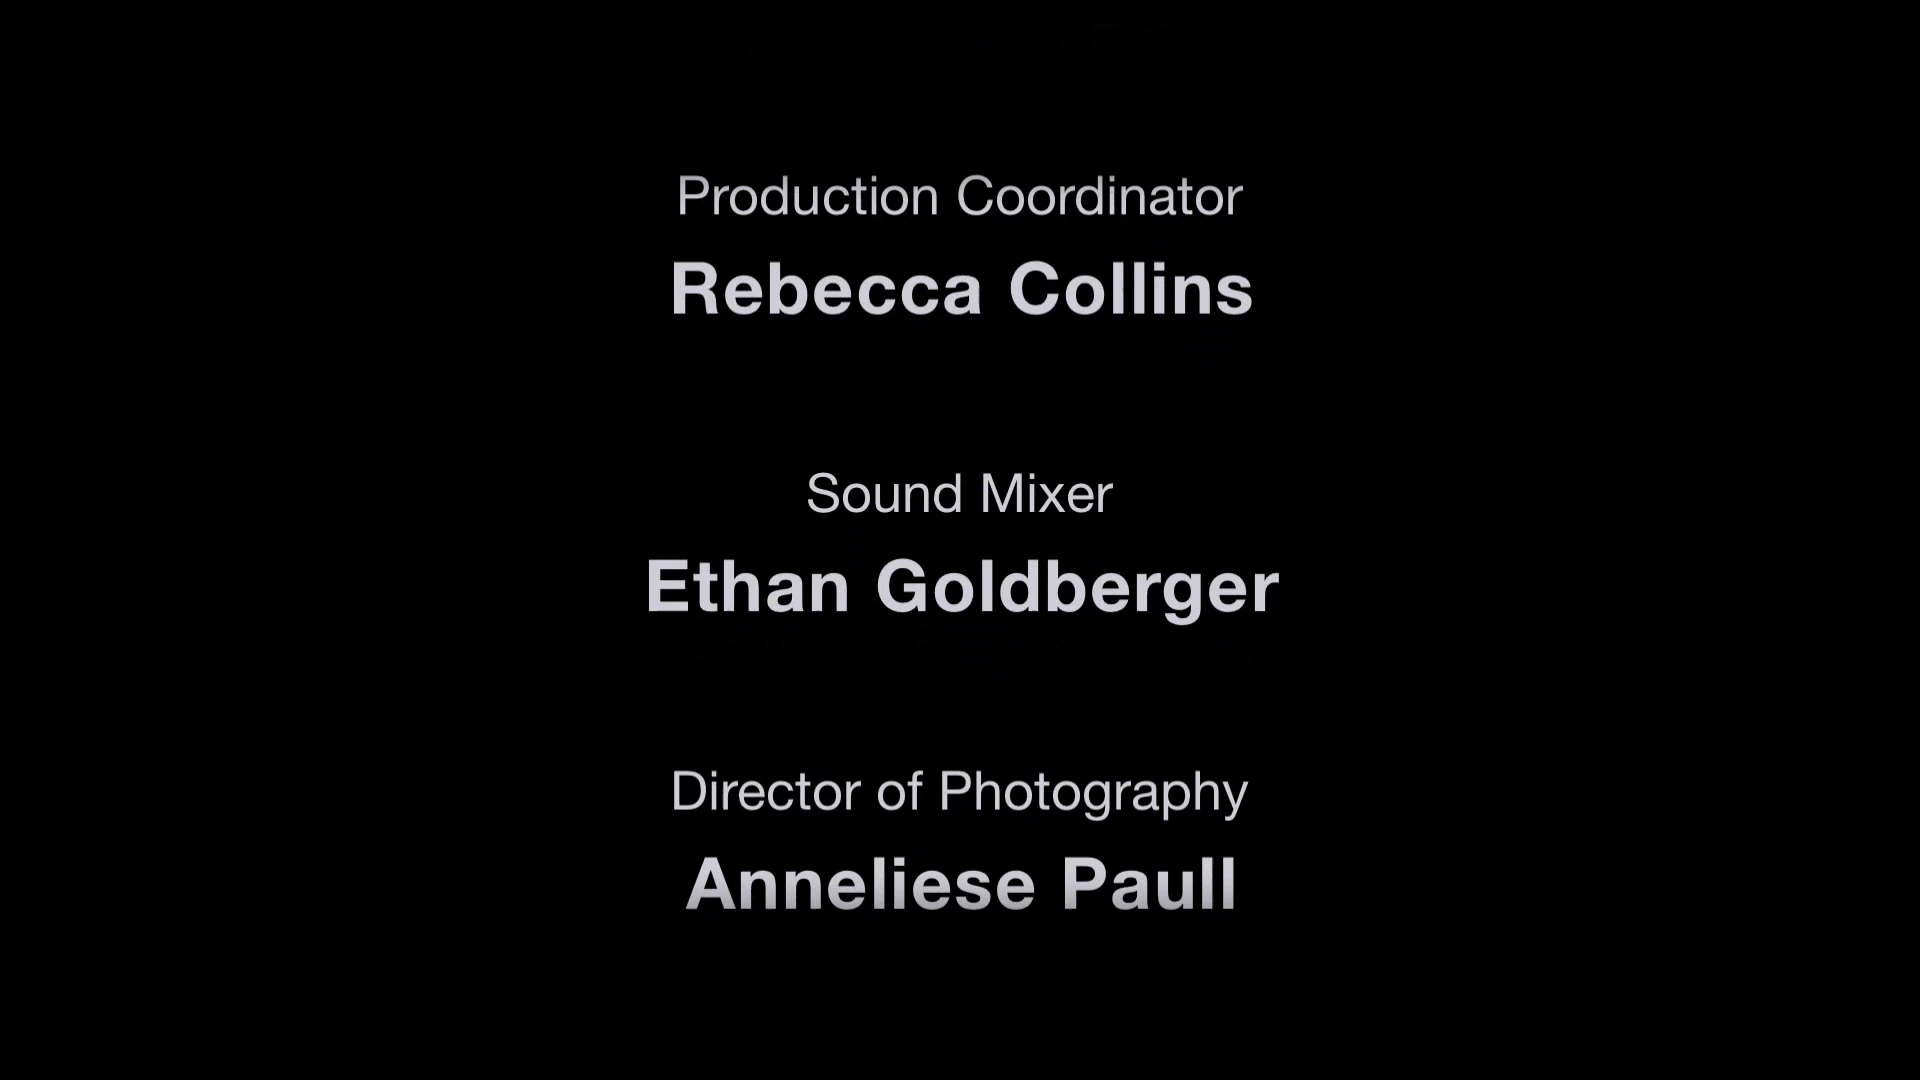 Production Coordinator
Rebecca Collins
Sound Mixer
Ethan Goldberger
Director of Photography
Anneliese Paull